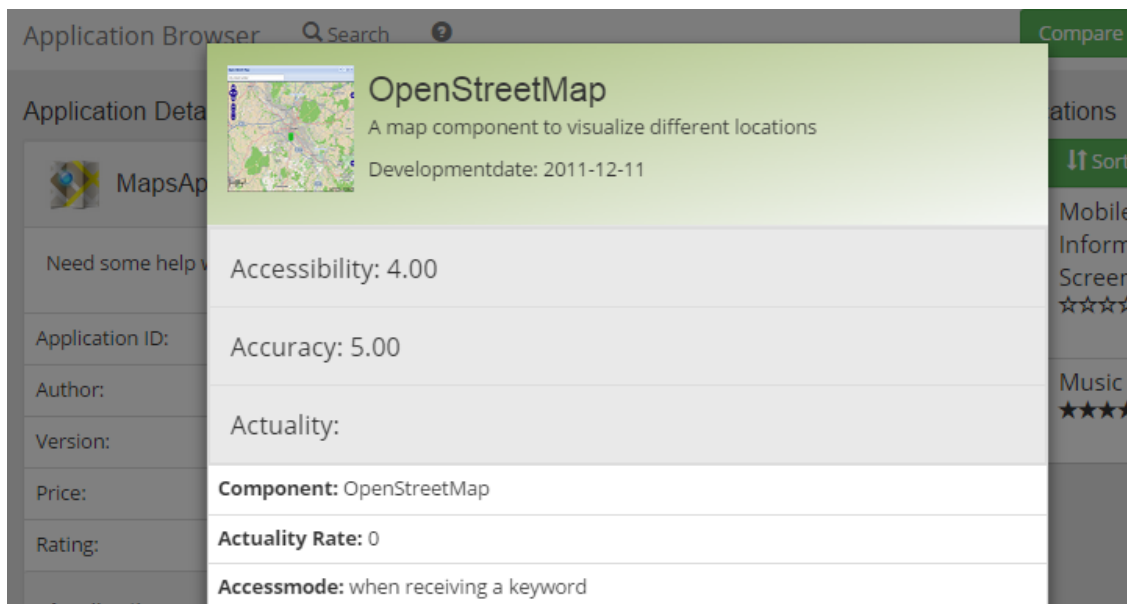 Application Browser
Search
Compare
Application Deta
MapsAp
Need some help
Application ID:
Author:
Version:
Price:
Rating:
OpenStreetMap
A map component to visualize different locations
Developmentdate: 2011-12-11
Accessibility: 4.00
Accuracy: 5.00
Actuality:
Component: OpenStreetMap
Actuality Rate: 0
Accessmode: when receiving a keyword
ations
Sort
Mobile
Inform
Screen
Music